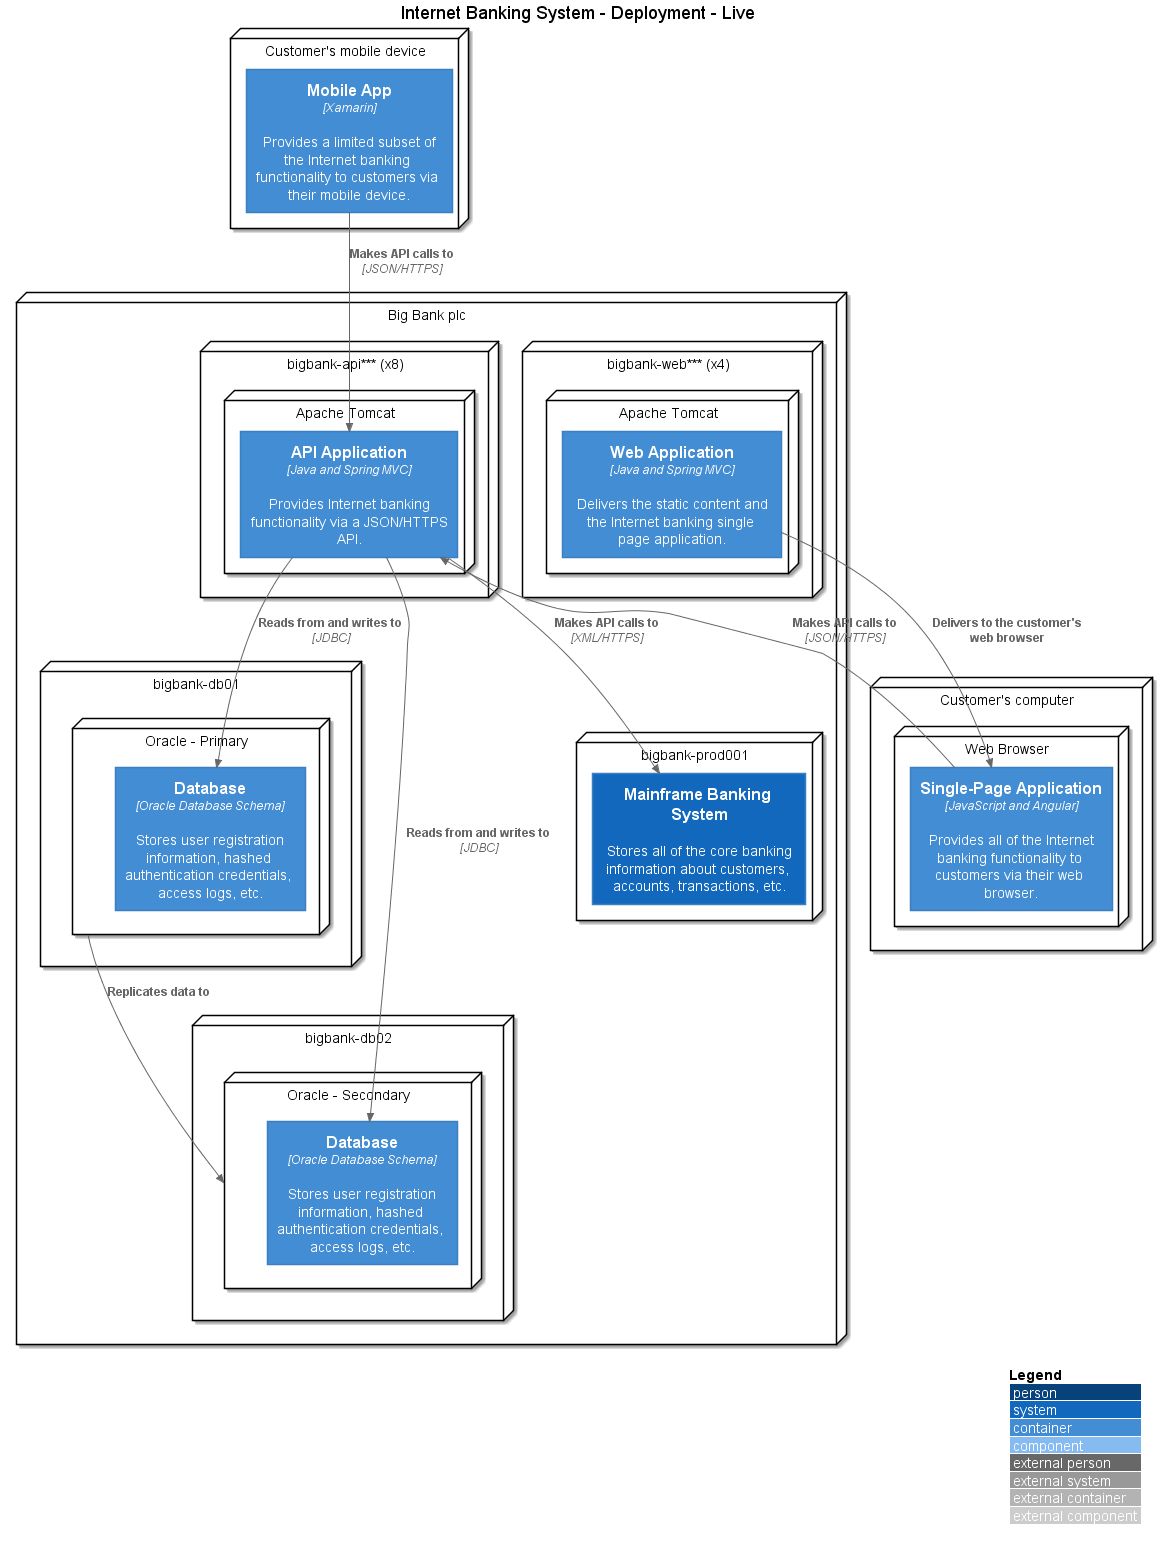 Internet Banking System - Deployment - Live
Customer's mobile device
Mobile App
[Xamarin]
Provides a limited subset of
the Internet banking
functionality to customers via
their mobile device.
Makes API calls to
[JSON/HTTPS]
Big Bank plc
bigbank-api*** (x8)
Apache Tomcat
API Application
[Java and Spring MVC]
Provides Internet banking
functionality via a JSON/HTTPS
API.
bigbank-web*** (x4)
Apache Tomcat
Web Application
[Java and Spring MVC]
Delivers the static content and
the Internet banking single
page application.
Reads from and writes to
[JDBC]
Makes API calls to
[XML/HTTPS]
Makes API calls to
[JSON/HTTPS]
Delivers to the customer's
web browser
bigbank-db01
Oracle - Primary
Database
[Oracle Database Schema]
Stores user registration
information, hashed
authentication credentials,
access logs, etc.
Reads from and writes to
[JDBC]
bigbank-prod001
Mainframe Banking
System
Stores all of the core banking
information about customers,
accounts, transactions, etc.
Customer's computer
Web Browser
Single-Page Application
[JavaScript and Angular]
Provides all of the Internet
banking functionality to
customers via their web
browser.
Replicates data to
bigbank-db02
Oracle - Secondary
Database
[Oracle Database Schema]
Stores user registration
information, hashed
authentication credentials,
access logs, etc.
Legend
person
system
container
component
external person
external system
external container
external component